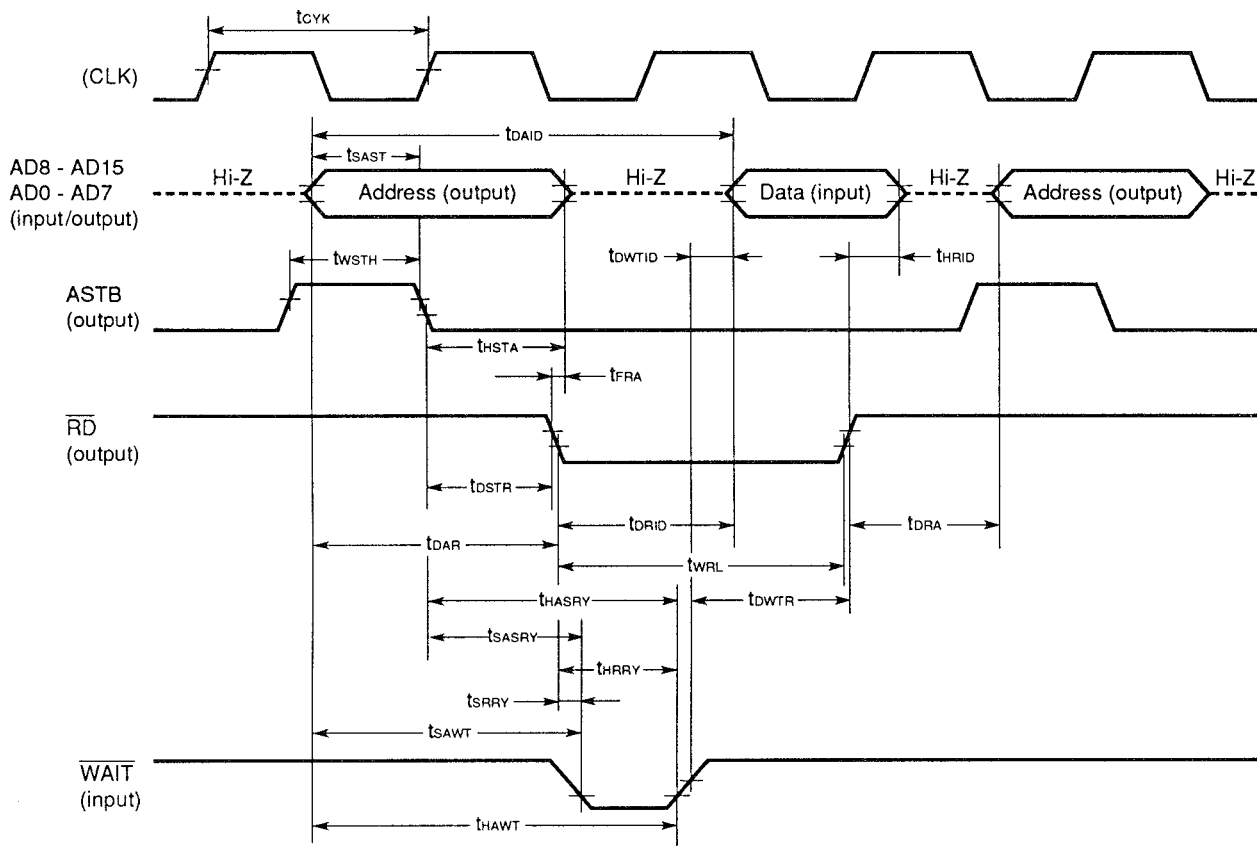 tCYK
(CLK)
tDAID
tSAST
AD8 - AD15
AD0 - AD7
(input/output)
Hi-Z
Address (output)
Hi-Z
Data (input)
Hi-Z
Address (output)
Hi-Z
tWSTH
tDWTID
tHRID
ASTB
(output)
tHSTA
tFRA
RD
(output)
tDSTR
tDRID
tDRA
tDAR
tWRL
tHASRY
tDWTR
tSASRY
tHRRY
tSRRY
tSAWT
WAIT
(input)
tHAWT